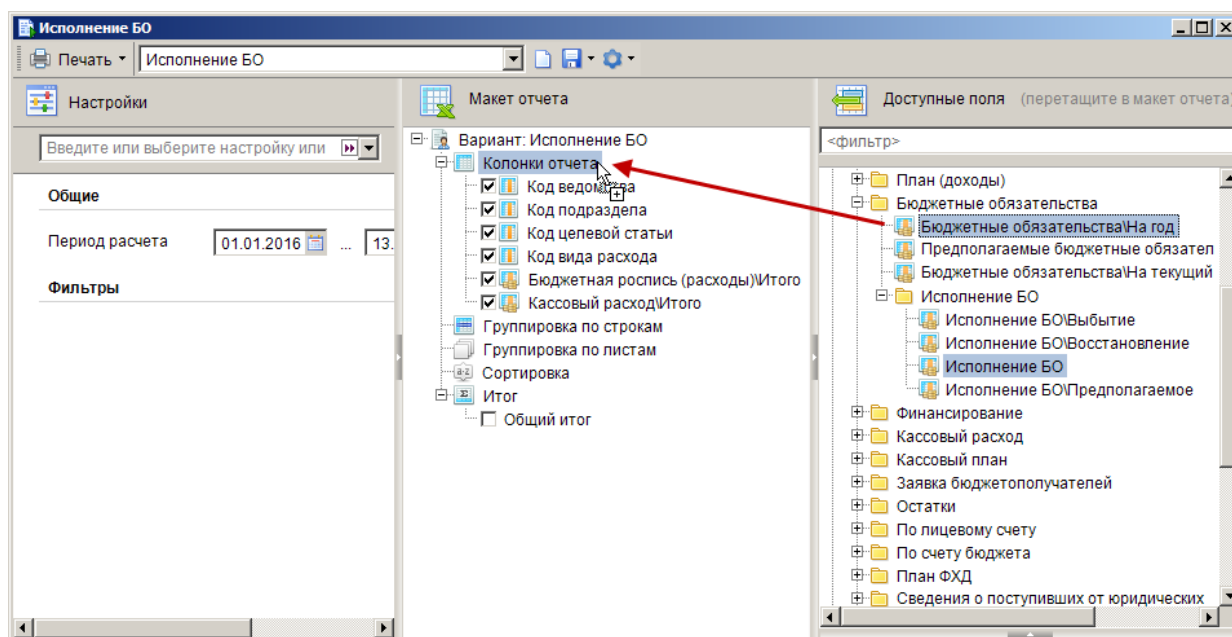 Исполнение БО
Печать
Исполнение БО
Настройки
Введите или выберите настройку или
Общие
Период расчета
01.01.2016
...
13.
Фильтры
Макет отчета
Вариант: Исполнение БО
Колонки отчета
Код ведомства
Код подраздела
Код целевой статьи
Код вида расхода
Бюджетная роспись (расходы)\Итого
Кассовый расход\Итого
Группировка по строкам
Группировка по листам
Сортировка
Итог
Общий итог
Доступные поля (перетащите в макет отчета)
<фильтр>
План (доходы)
Бюджетные обязательства
Бюджетные обязательства\На год
Предполагаемые бюджетные обязател
Бюджетные обязательства\На текущий
Исполнение БО
Исполнение БО\Выбытие
Исполнение БО\Восстановление
Исполнение БО
Исполнение БО\Предполагаемое
Финансирование
Кассовый расход
Кассовый план
Заявка бюджетополучателей
Остатки
По лицевому счету
По счету бюджета
План ФХД
Сведения о поступивших от юридических